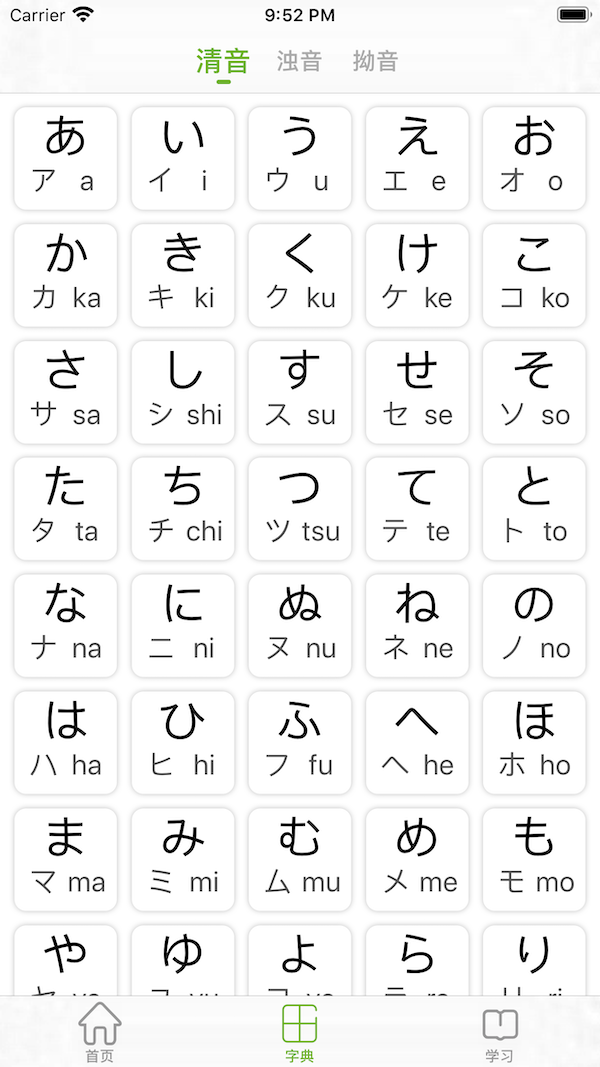 Carrier 9:52 PM
清音 浊音 拗音
あ い う え お
ア a イ i ウ u エ e オ o
か き く け こ
カ ka キ ki ク ku ケ ke コ ko
さ し す せ そ
サ sa シ shi ス su セ se ソ so
た ち つ て と
タ ta チ chi ツ tsu テ te ト to
な に ぬ ね の
ナ na ニ ni ヌ nu ネ ne ノ no
は ひ ふ へ ほ
ハ ha ヒ hi フ fu ヘ he ホ ho
ま み む め も
マ ma ミ mi ム mu メ me モ mo
や ゆ よ ら り
首页 字典 学习